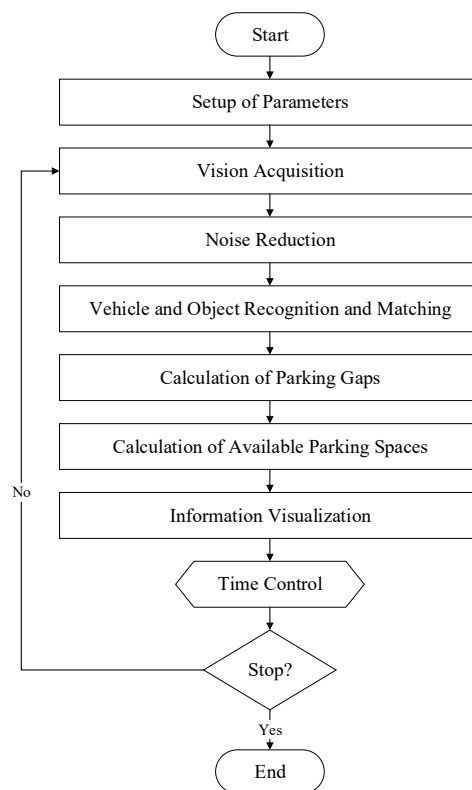 Start
Setup of Parameters
Vision Acquisition
Noise Reduction
Vehicle and Object Recognition and Matching
Calculation of Parking Gaps
Calculation of Available Parking Spaces
No
Information Visualization
Time Control
Stop?
Yes
End